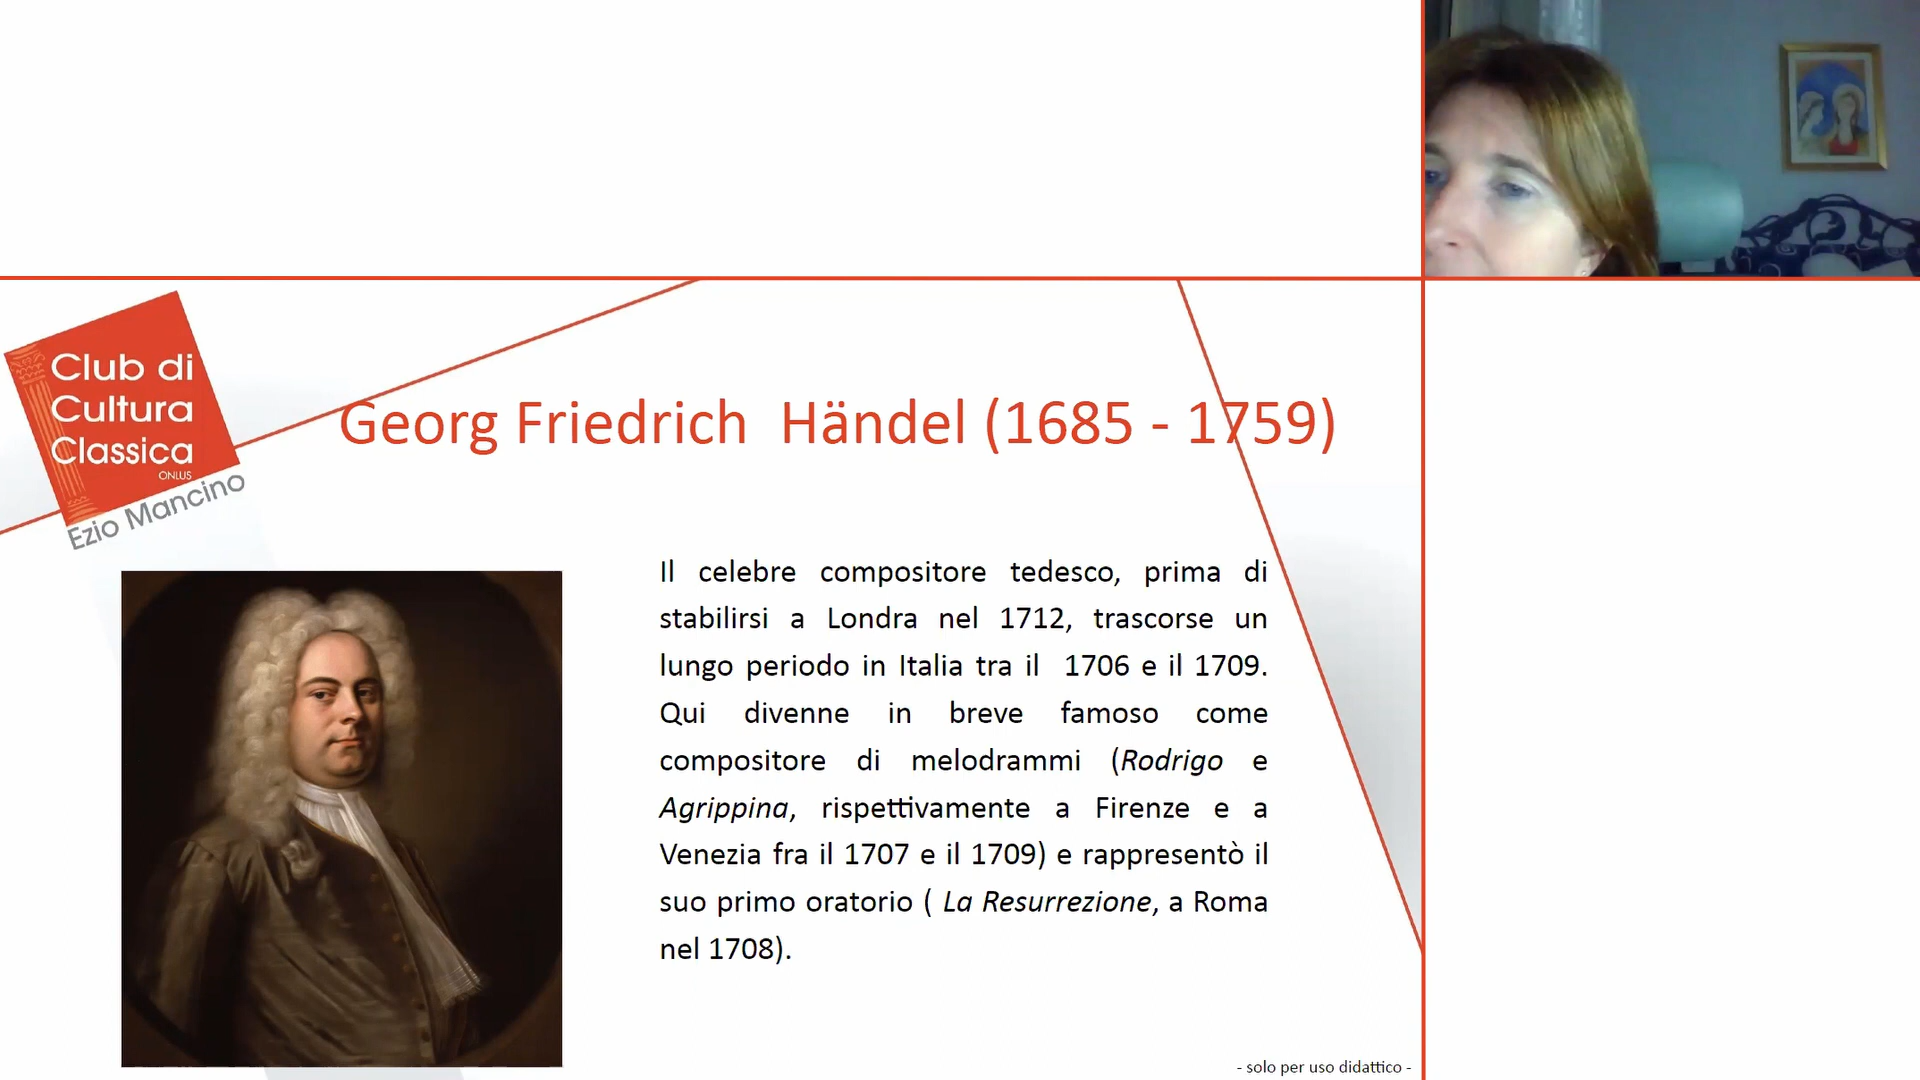 Club di
Cultura
Classica
ONLUS
Ezio Mancino
Georg Friedrich Händel (1685 - 1759)
Il celebre compositore tedesco, prima di
stabilirsi a Londra nel 1712, trascorse un
lungo periodo in Italia tra il 1706 e il 1709.
Qui divenne in breve famoso come
compositore di melodrammi (Rodrigo e
Agrippina, rispettivamente a Firenze e a
Venezia fra il 1707 e il 1709) e rappresentò il
suo primo oratorio ( La Resurrezione, a Roma
nel 1708).
- solo per uso didattico -